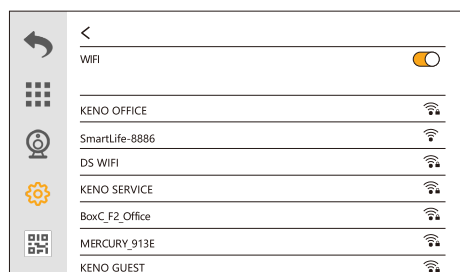 WIFI
KENO OFFICE
SmartLife-8886
DS WIFI
KENO SERVICE
BoxC_F2_Office
MERCURY_913E
KENO GUEST